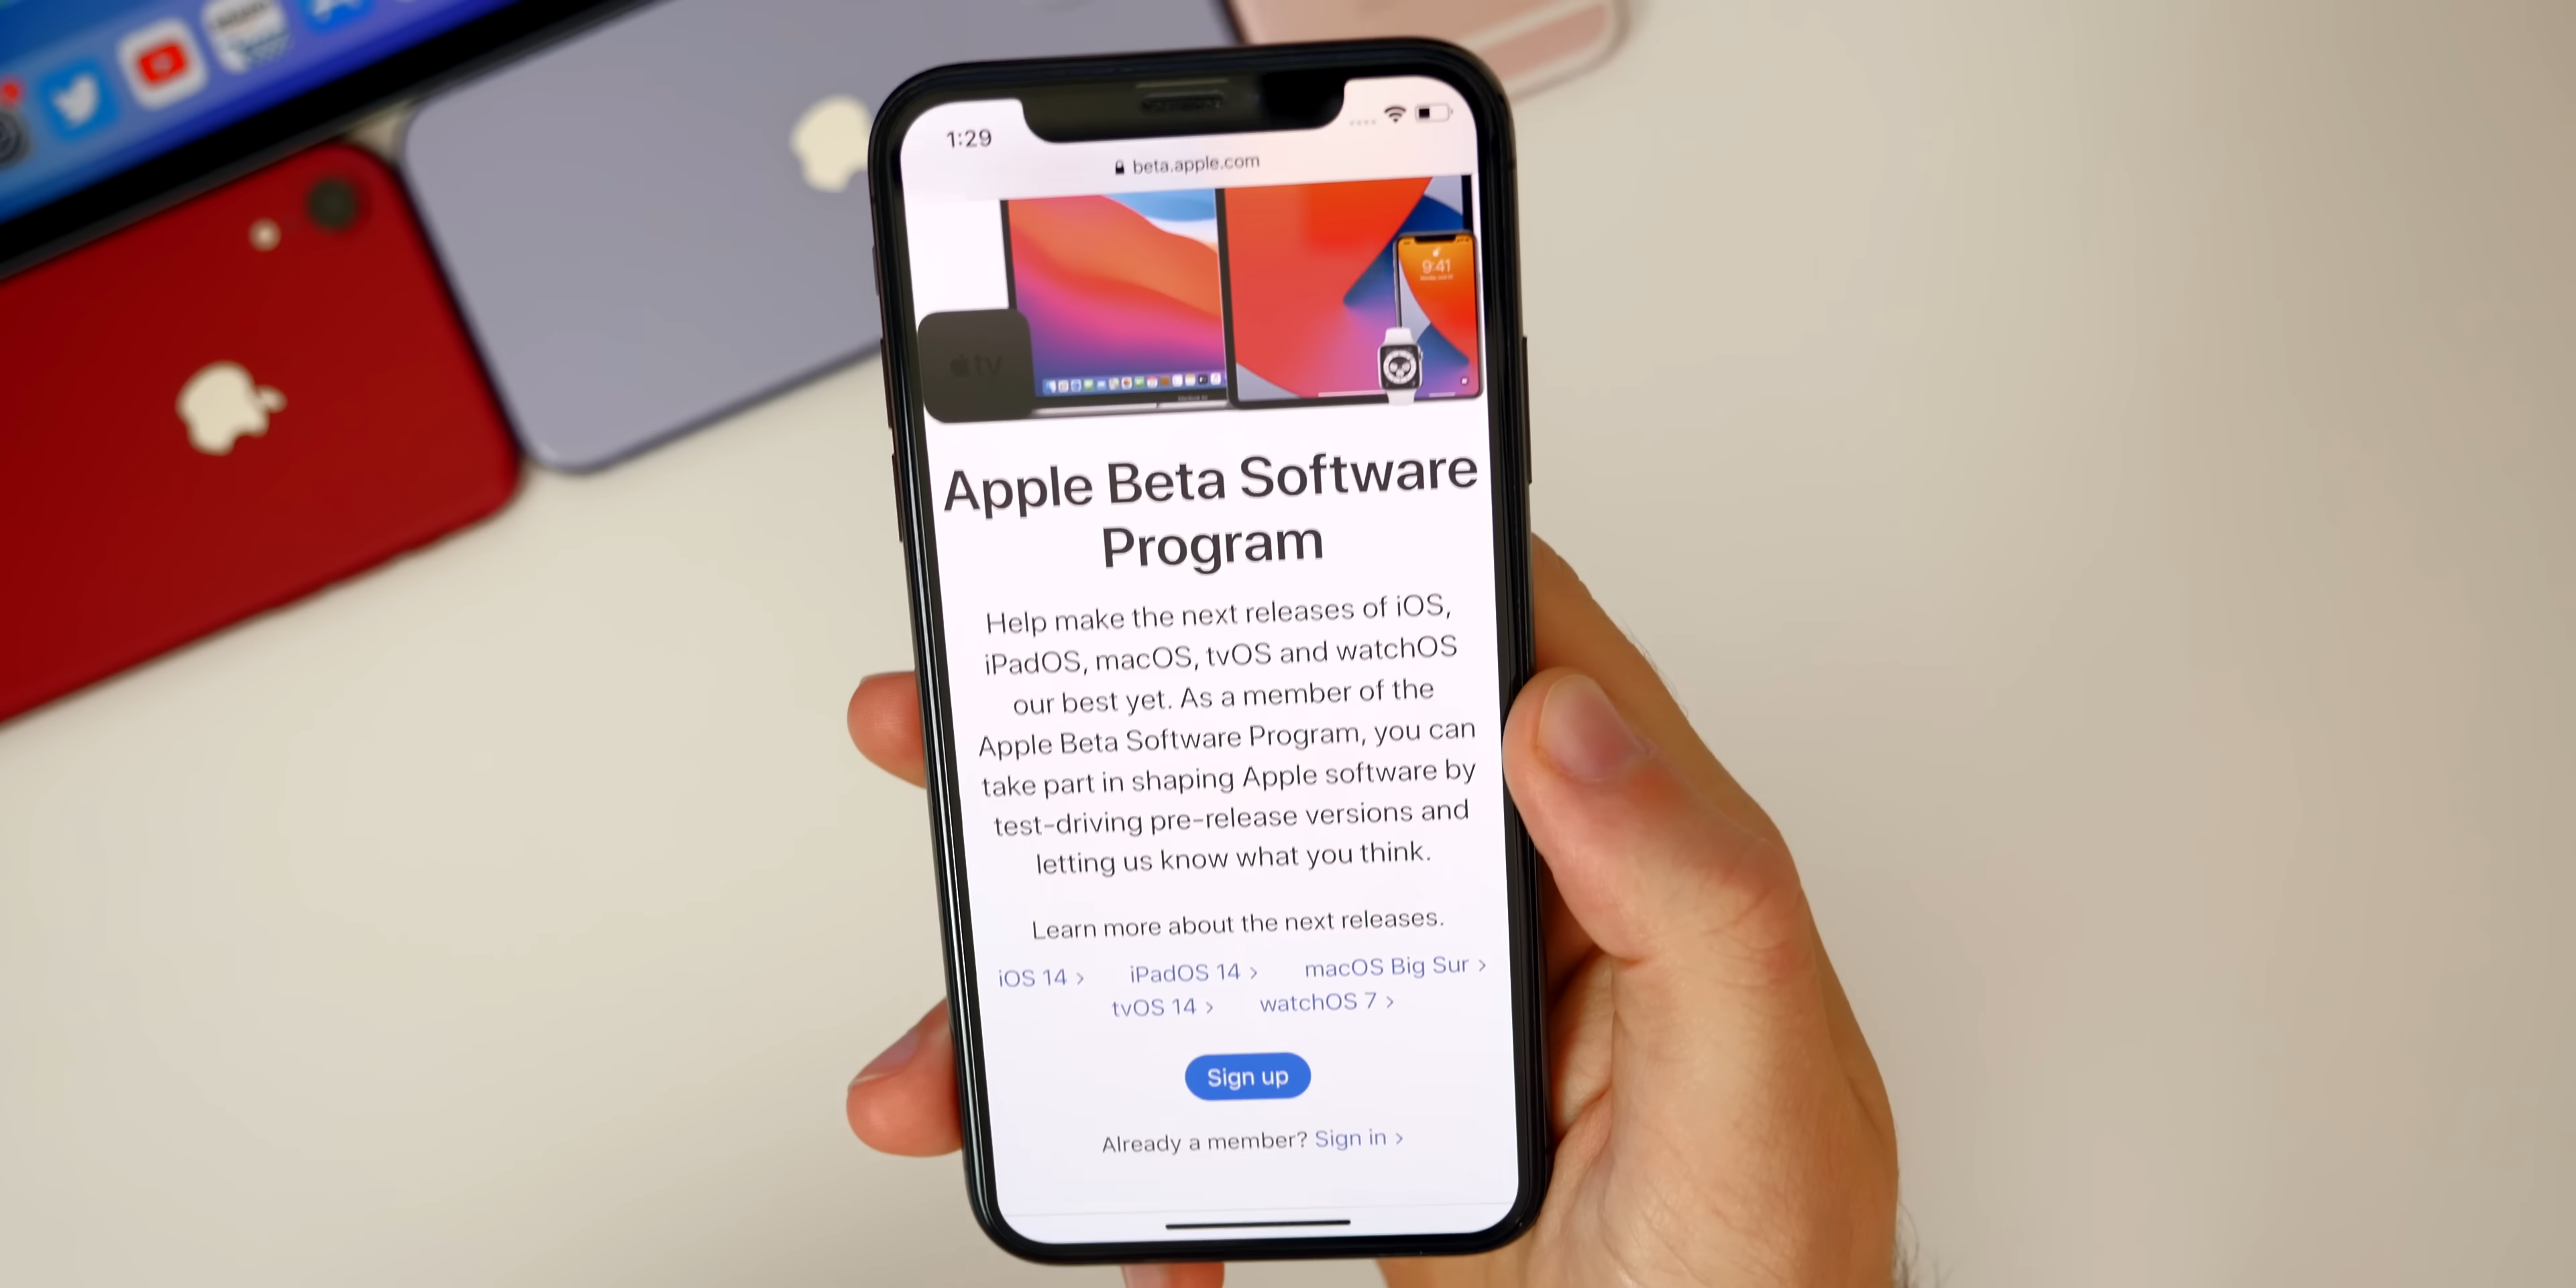 1:29
beta.apple.com
9:41
tv
Apple Beta Software
Program
Help make the next releases of iOS,
iPadOS, macOS, tvOS and watchOS
our best yet. As a member of the
Apple Beta Software Program, you can
take part in shaping Apple software by
test-driving pre-release versions and
letting us know what you think.
Learn more about the next releases.
iOS 14 > iPadOS 14 > macOS Big Sur >
tvOS 14 > watchOS 7 >
Sign up
Already a member? Sign in >